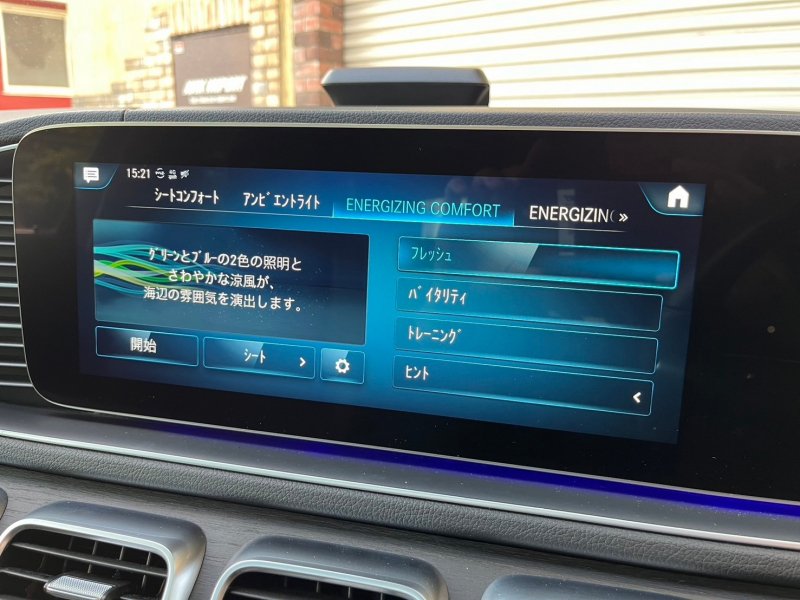 15:21
シートコンフォート アンビエントライト ENERGIZING COMFORT ENERGIZIN
グリーンとブルーの2色の照明と
さわやかな涼風が、
海辺の雰囲気を演出します。
開始 シート
フレッシュ
バイタリティ
トレーニング
ヒント